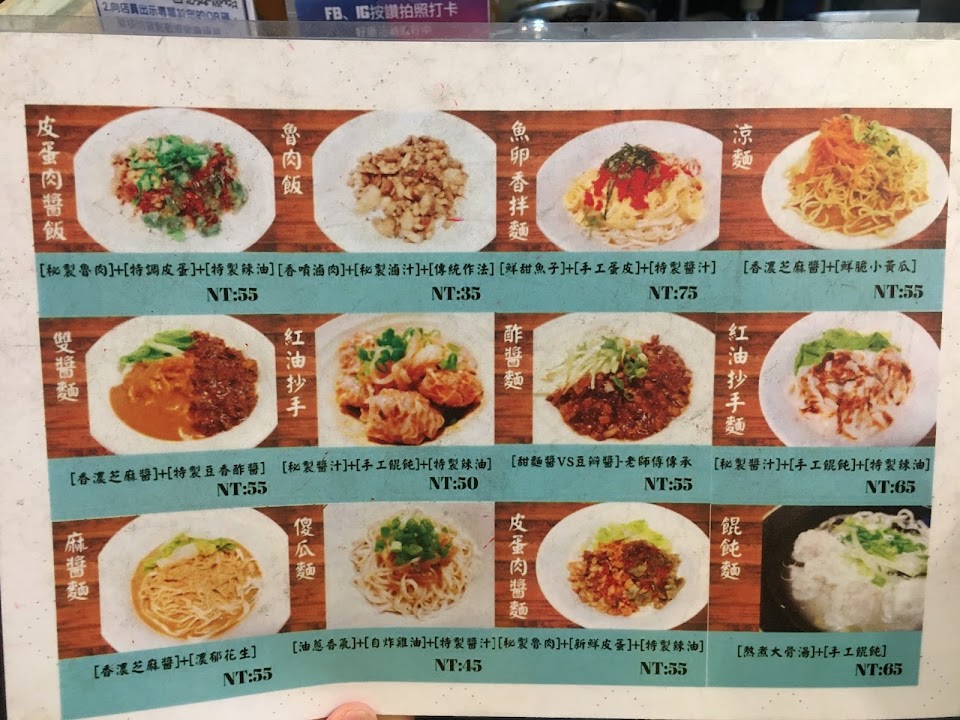 FB、IG按讚拍照打卡
皮蛋肉醬飯
[秘製魯肉]+[特調皮蛋]+[特製辣油]
NT:55
魯肉飯
[香噴滷肉]+[秘製滷汁]+[傳統作法]
NT:35
魚卵香拌麵
[鮮甜魚子]+[手工蛋皮]+[特製醬汁]
NT:75
涼麵
[香濃芝麻醬]+[鮮脆小黃瓜]
NT:55
雙醬麵
[香濃芝麻醬]+[特製豆香酢醬]
NT:55
紅油抄手
[秘製醬汁]+[手工餛飩]+[特製辣油]
NT:50
酢醬麵
[甜麵醬VS豆瓣醬]-老師傅傳承
NT:55
紅油抄手麵
[秘製醬汁]+[手工餛飩]+[特製辣油]
NT:65
麻醬麵
[香濃芝麻醬]+[濃郁花生]
NT:55
傻瓜麵
[油蔥香氣]+[自炸雞油]+[特製醬汁]
NT:45
皮蛋肉醬麵
[秘製魯肉]+[新鮮皮蛋]+[特製辣油]
NT:55
餛飩麵
[熬煮大骨湯]+[手工餛飩]
NT:65